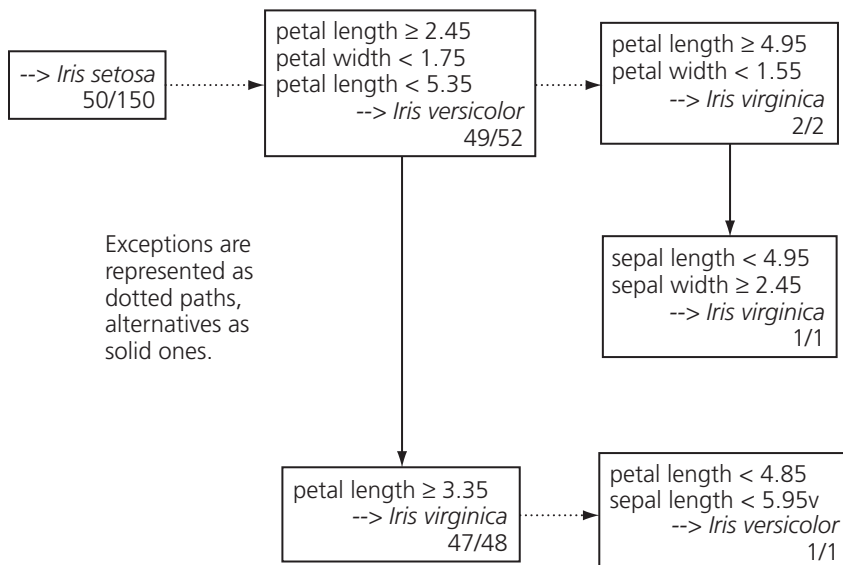 --> Iris setosa
50/150
petal length ≥ 2.45
petal width < 1.75
petal length < 5.35
--> Iris versicolor
49/52
petal length ≥ 4.95
petal width < 1.55
--> Iris virginica
2/2
Exceptions are
represented as
dotted paths,
alternatives as
solid ones.
sepal length < 4.95
sepal width ≥ 2.45
--> Iris virginica
1/1
petal length ≥ 3.35
--> Iris virginica
47/48
petal length < 4.85
sepal length < 5.95v
--> Iris versicolor
1/1